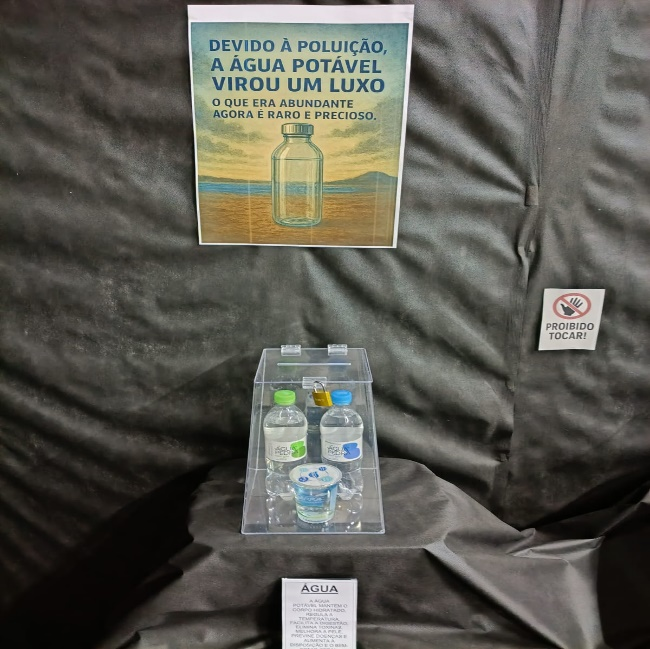 DEVIDO À POLUIÇÃO,
A ÁGUA POTÁVEL
VIROU UM LUXO
O QUE ERA ABUNDANTE
AGORA É RARO E PRECIOSO.
PROIBIDO
TOCAR!
ÁGUA
A ÁGUA
POTÁVEL MANTÉM O
CORPO HIDRATADO,
REGULA A
TEMPERATURA,
FACILITA A DIGESTÃO,
ELIMINA TOXINAS,
MELHORA A PELE,
PREVINE DOENÇAS E
AUMENTA A
DISPOSIÇÃO E O BEM